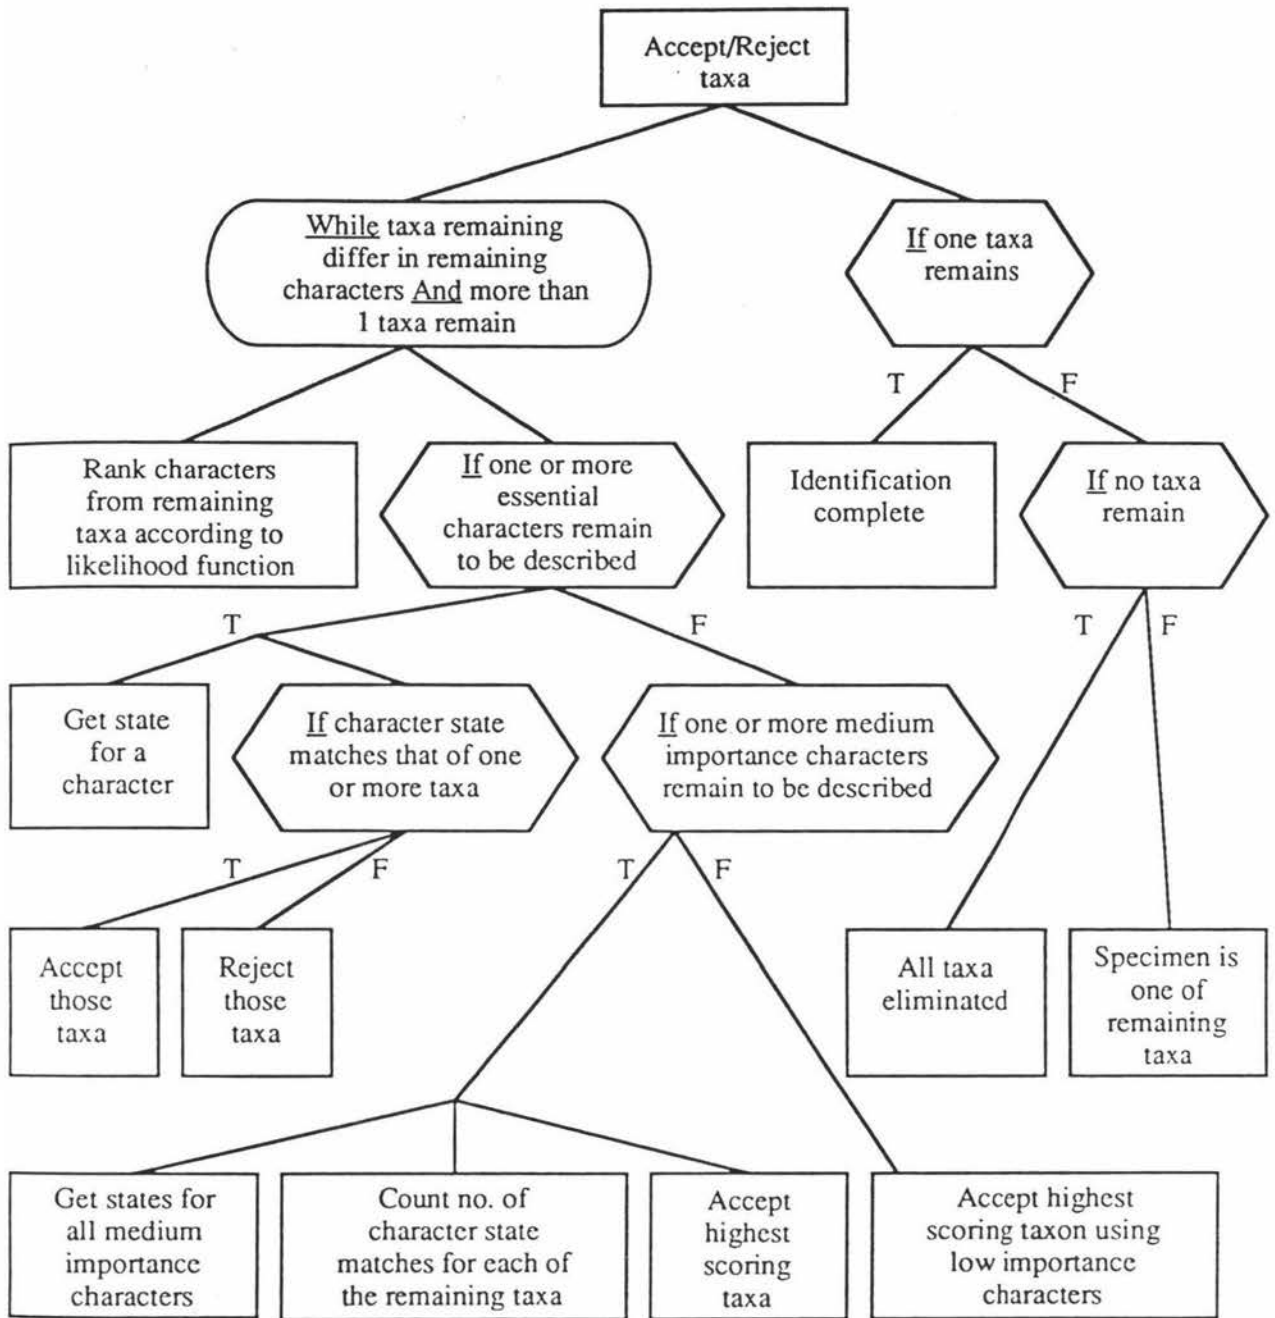 Accept/Reject
taxa
While taxa remaining
differ in remaining
characters And more than
1 taxa remain
If one taxa
remains
T
F
Rank characters
from remaining
taxa according to
likelihood function
If one or more
essential
characters remain
to be described
Identification
complete
If no taxa
remain
T
F
T
F
Get state
for a
character
If character state
matches that of one
or more taxa
If one or more medium
importance characters
remain to be described
T
F
T
F
Accept
those
taxa
Reject
those
taxa
All taxa
eliminated
Specimen is
one of
remaining
taxa
Get states for
all medium
importance
characters
Count no. of
character state
matches for each of
the remaining taxa
Accept
highest
scoring
taxa
Accept highest
scoring taxon using
low importance
characters